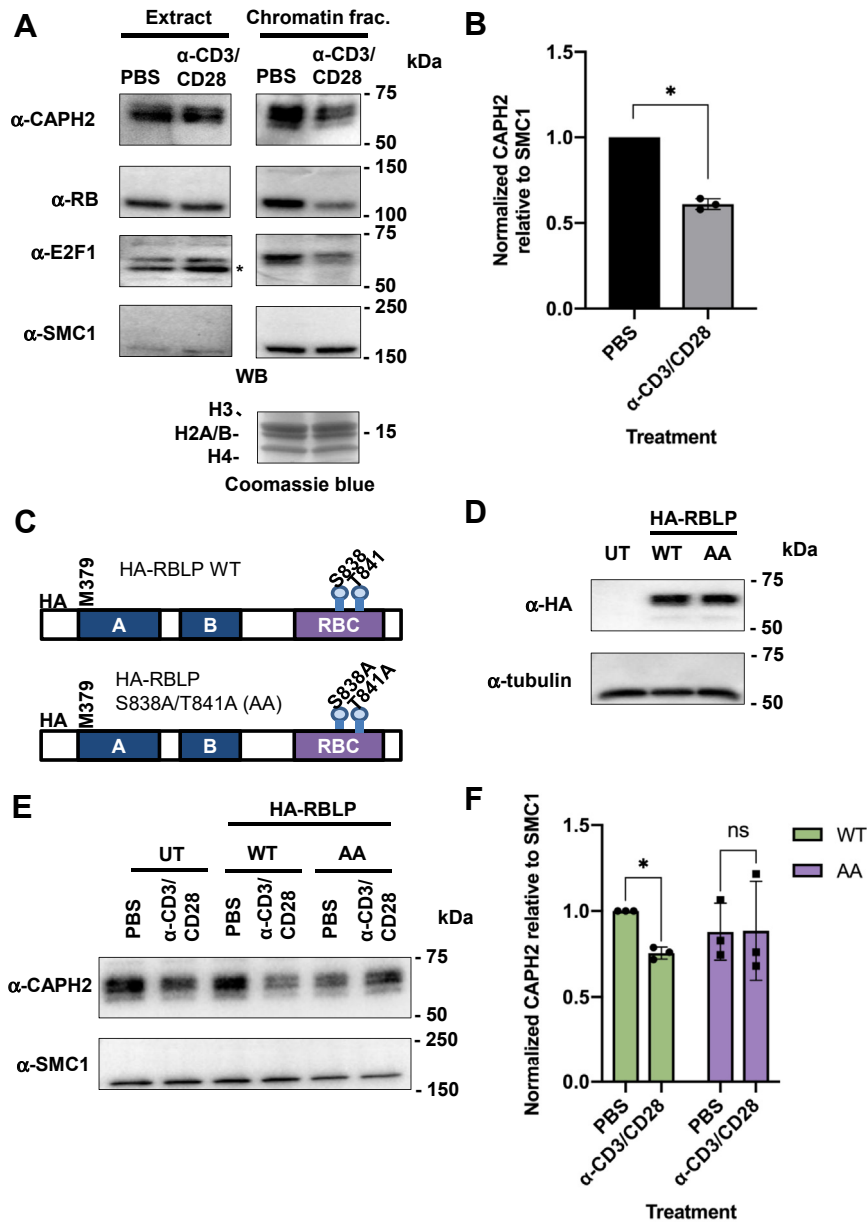 A
Extract
Chromatin frac.
PBS
α-CD3/
CD28
PBS
α-CD3/
CD28
kDa
α-CAPH2
- 75
- 50
α-RB
- 150
- 100
α-E2F1
*
- 75
- 50
α-SMC1
- 250
- 150
WB
H3
H2A/B-
H4-
- 15
Coomassie blue
B
Normalized CAPH2
relative to SMC1
1.5
1.0
0.5
0.0
*
PBS
α-CD3/CD28
Treatment
C
HA-RBLP WT
HA
M379
S838
T841
A
B
RBC
HA-RBLP
S838A/T841A (AA)
HA
M379
S838A
T841A
A
B
RBC
D
HA-RBLP
UT
WT
AA
kDa
α-HA
- 75
- 50
α-tubulin
- 75
- 50
E
HA-RBLP
UT
WT
AA
PBS
α-CD3/
CD28
PBS
α-CD3/
CD28
PBS
α-CD3/
CD28
kDa
α-CAPH2
- 75
- 50
α-SMC1
- 250
- 150
F
Normalized CAPH2 relative to SMC1
1.5
1.0
0.5
0.0
*
ns
WT
AA
PBS
α-CD3/CD28
PBS
α-CD3/CD28
Treatment